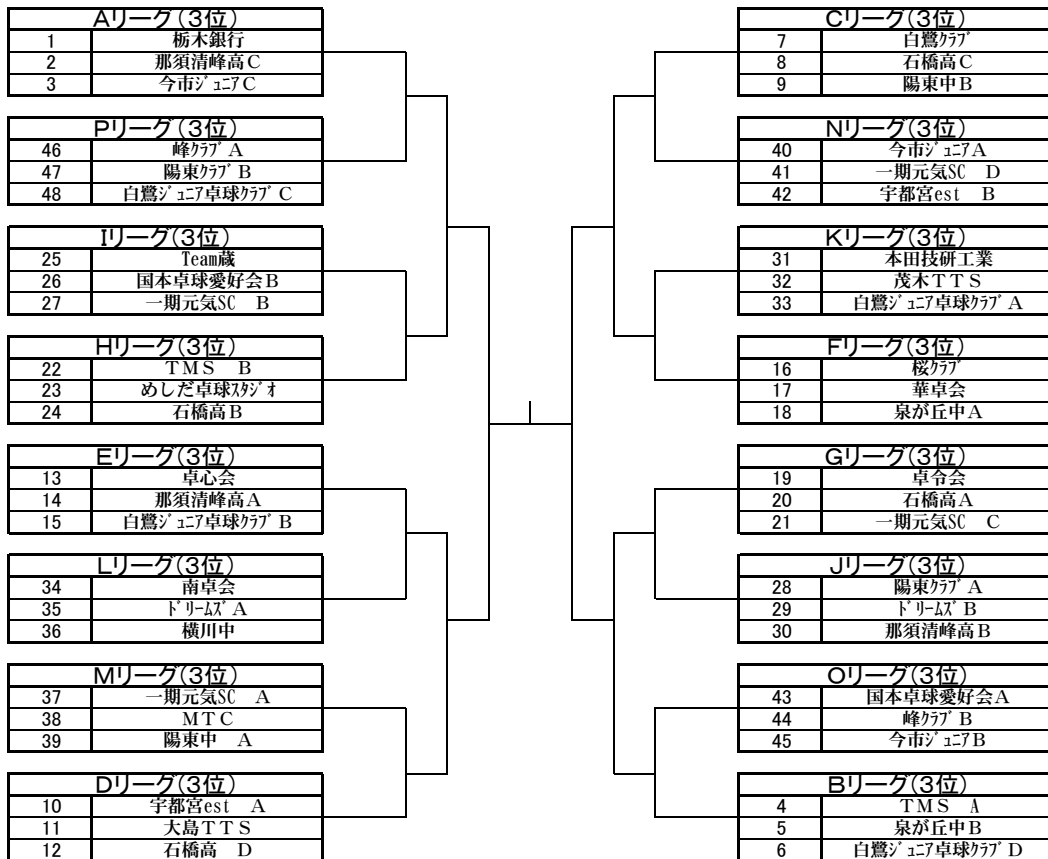 Aリーグ(3位)
1 栃木銀行
2 那須清峰高C
3 今市ｼﾞｭﾆｱC
Pリーグ(3位)
46 峰ｸﾗﾌﾞA
47 陽東ｸﾗﾌﾞB
48 白鷺ｼﾞｭﾆｱ卓球ｸﾗﾌﾞC
Iリーグ(3位)
25 Team蔵
26 国本卓球愛好会B
27 一期元気SC B
Hリーグ(3位)
22 TMS B
23 めしだ卓球ｽﾀｼﾞｵ
24 石橋高B
Eリーグ(3位)
13 卓心会
14 那須清峰高A
15 白鷺ｼﾞｭﾆｱ卓球ｸﾗﾌﾞB
Lリーグ(3位)
34 南卓会
35 ﾄﾞﾘｰﾑｽﾞA
36 横川中
Mリーグ(3位)
37 一期元気SC A
38 MTC
39 陽東中 A
Dリーグ(3位)
10 宇都宮est A
11 大島TTS
12 石橋高 D
Cリーグ(3位)
7 白鷺ｸﾗﾌﾞ
8 石橋高C
9 陽東中B
Nリーグ(3位)
40 今市ｼﾞｭﾆｱA
41 一期元気SC D
42 宇都宮est B
Kリーグ(3位)
31 本田技研工業
32 茂木TTS
33 白鷺ｼﾞｭﾆｱ卓球ｸﾗﾌﾞA
Fリーグ(3位)
16 桜ｸﾗﾌﾞ
17 華卓会
18 泉が丘中A
Gリーグ(3位)
19 卓令会
20 石橋高A
21 一期元気SC C
Jリーグ(3位)
28 陽東ｸﾗﾌﾞA
29 ﾄﾞﾘｰﾑｽﾞB
30 那須清峰高B
Oリーグ(3位)
43 国本卓球愛好会A
44 峰ｸﾗﾌﾞB
45 今市ｼﾞｭﾆｱB
Bリーグ(3位)
4 TMS A
5 泉が丘中B
6 白鷺ｼﾞｭﾆｱ卓球ｸﾗﾌﾞD